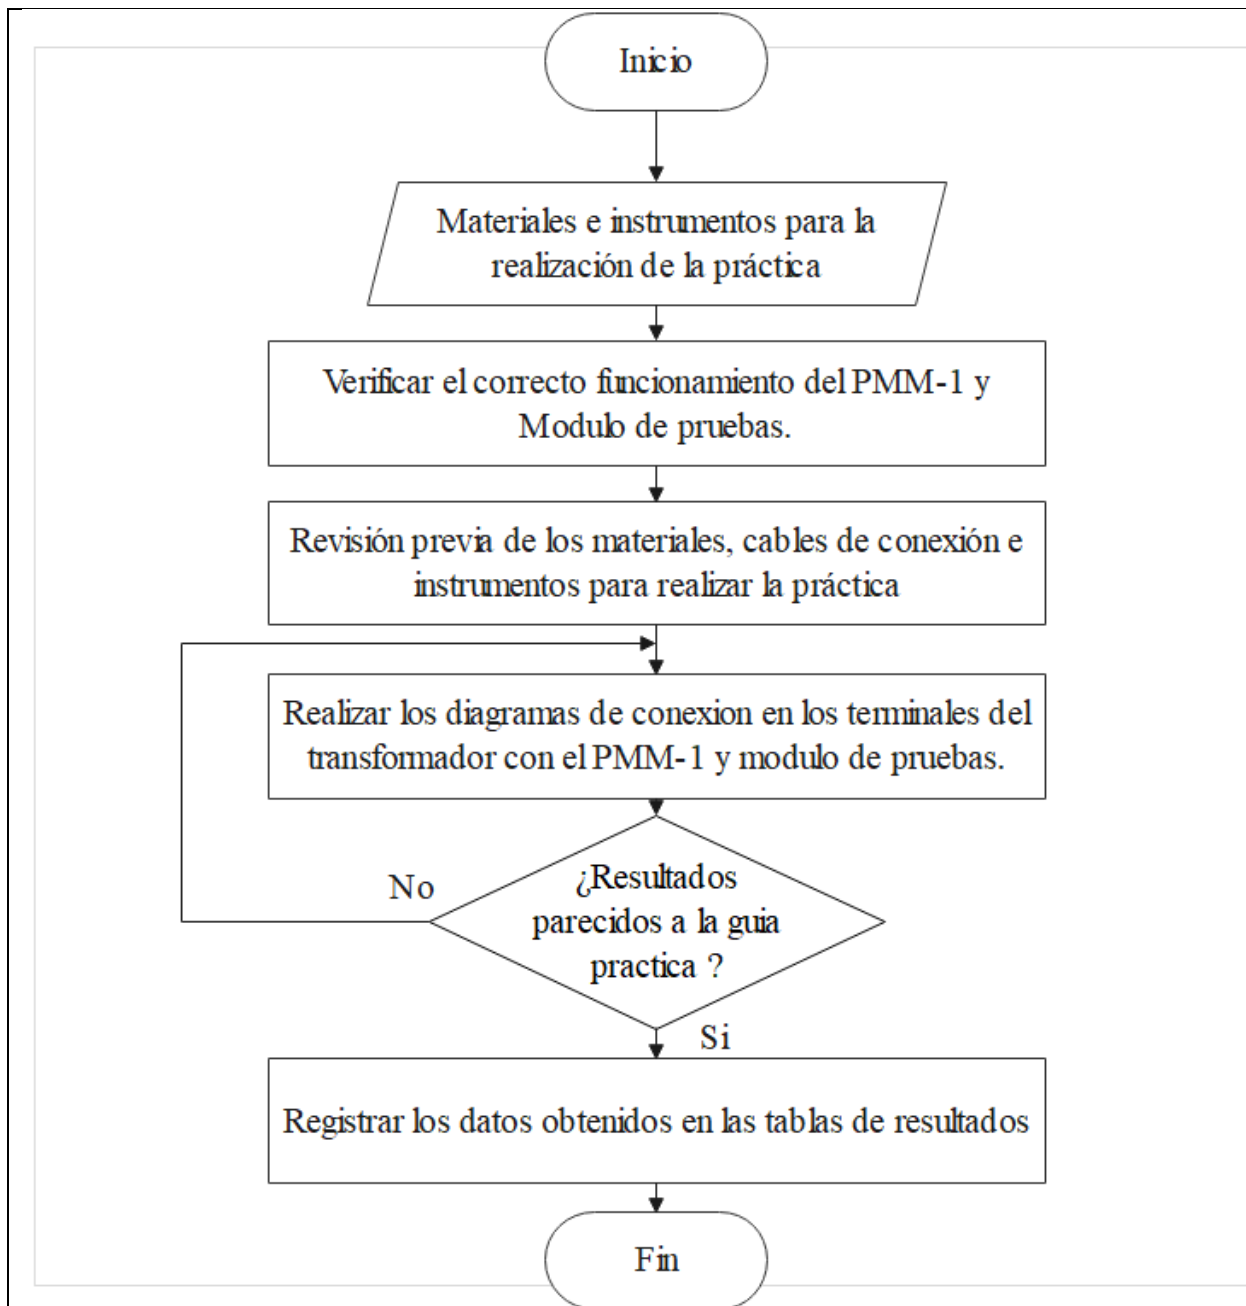 Inicio
Materiales e instrumentos para la
realización de la práctica
Verificar el correcto funcionamiento del PMM-1 y
Modulo de pruebas.
Revisión previa de los materiales, cables de conexión e
instrumentos para realizar la práctica
Realizar los diagramas de conexion en los terminales del
transformador con el PMM-1 y modulo de pruebas.
No
¿Resultados
parecidos a la guia
practica ?
Si
Registrar los datos obtenidos en las tablas de resultados
Fin